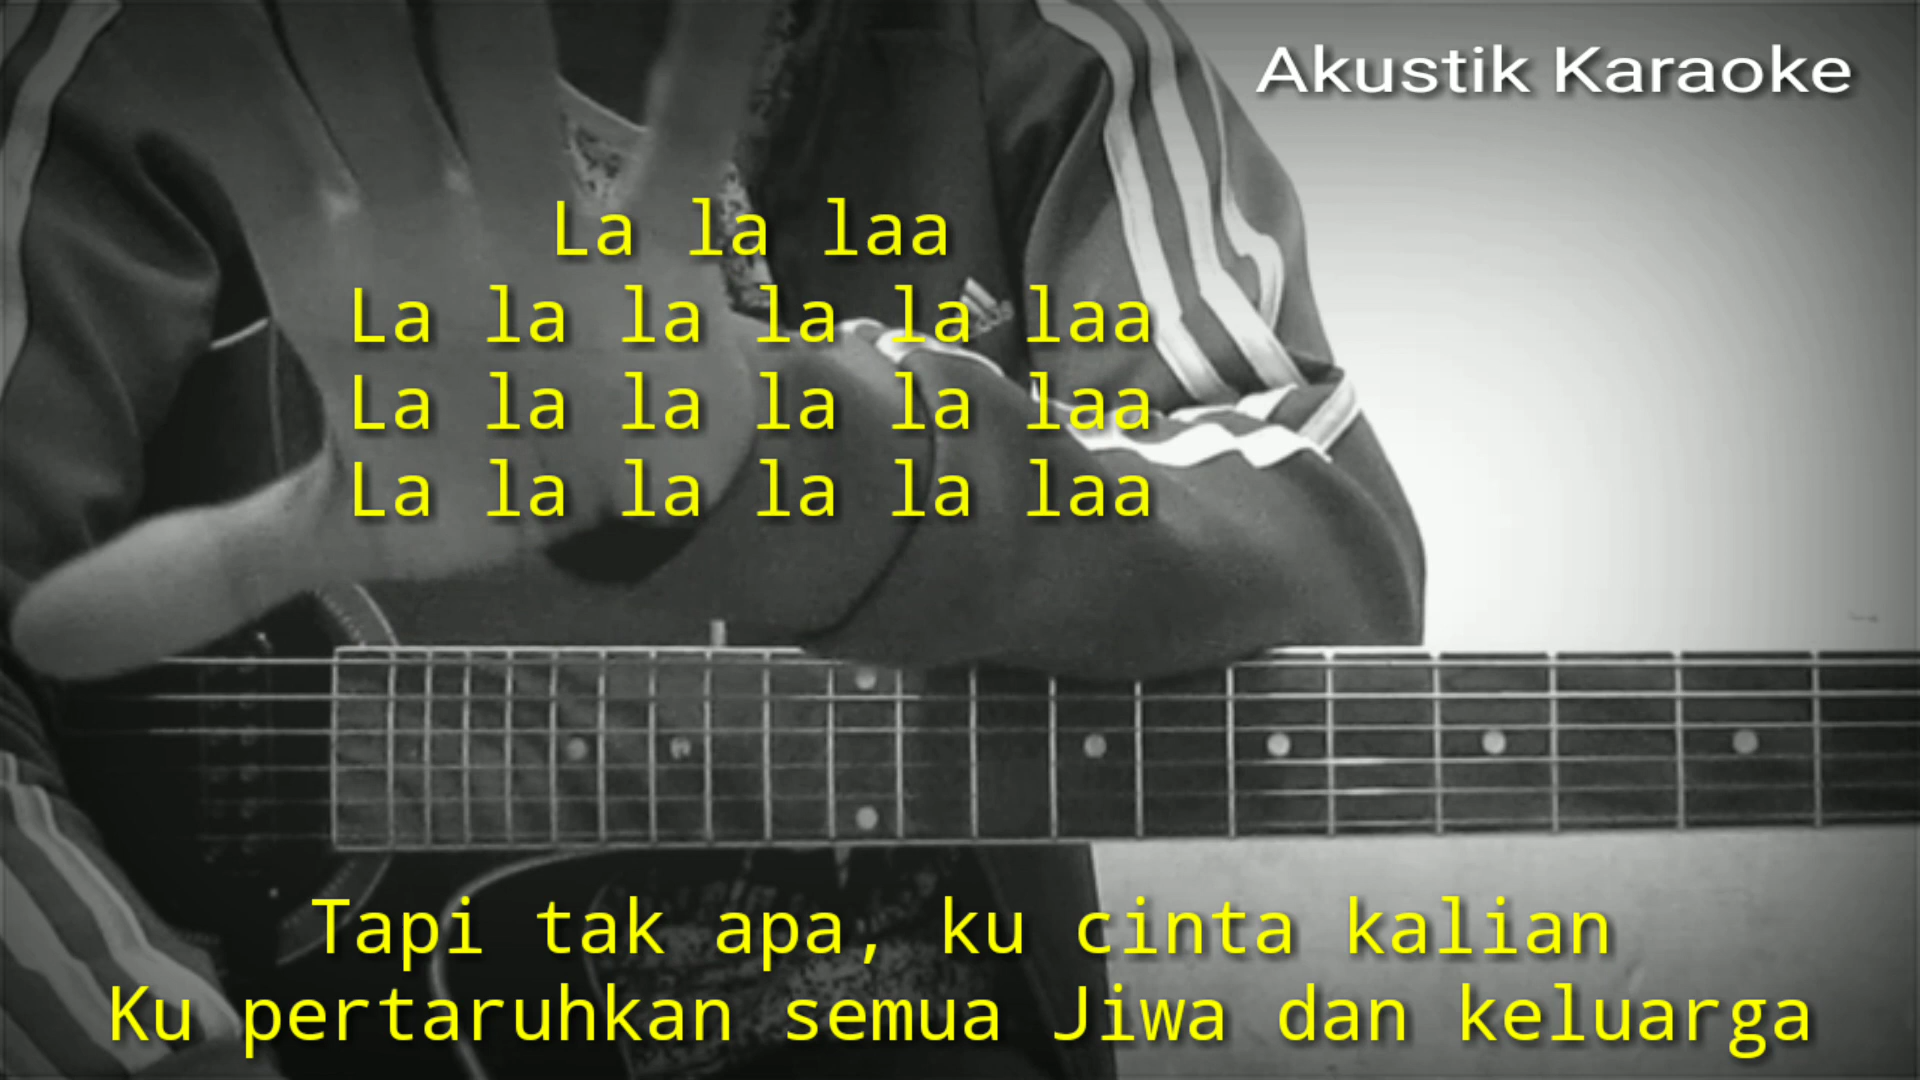 Akustik Karaoke
La la laa
La la la la la laa
La la la la la laa
La la la la la laa
Tapi tak apa, ku cinta kalian
Ku pertaruhkan semua Jiwa dan keluarga